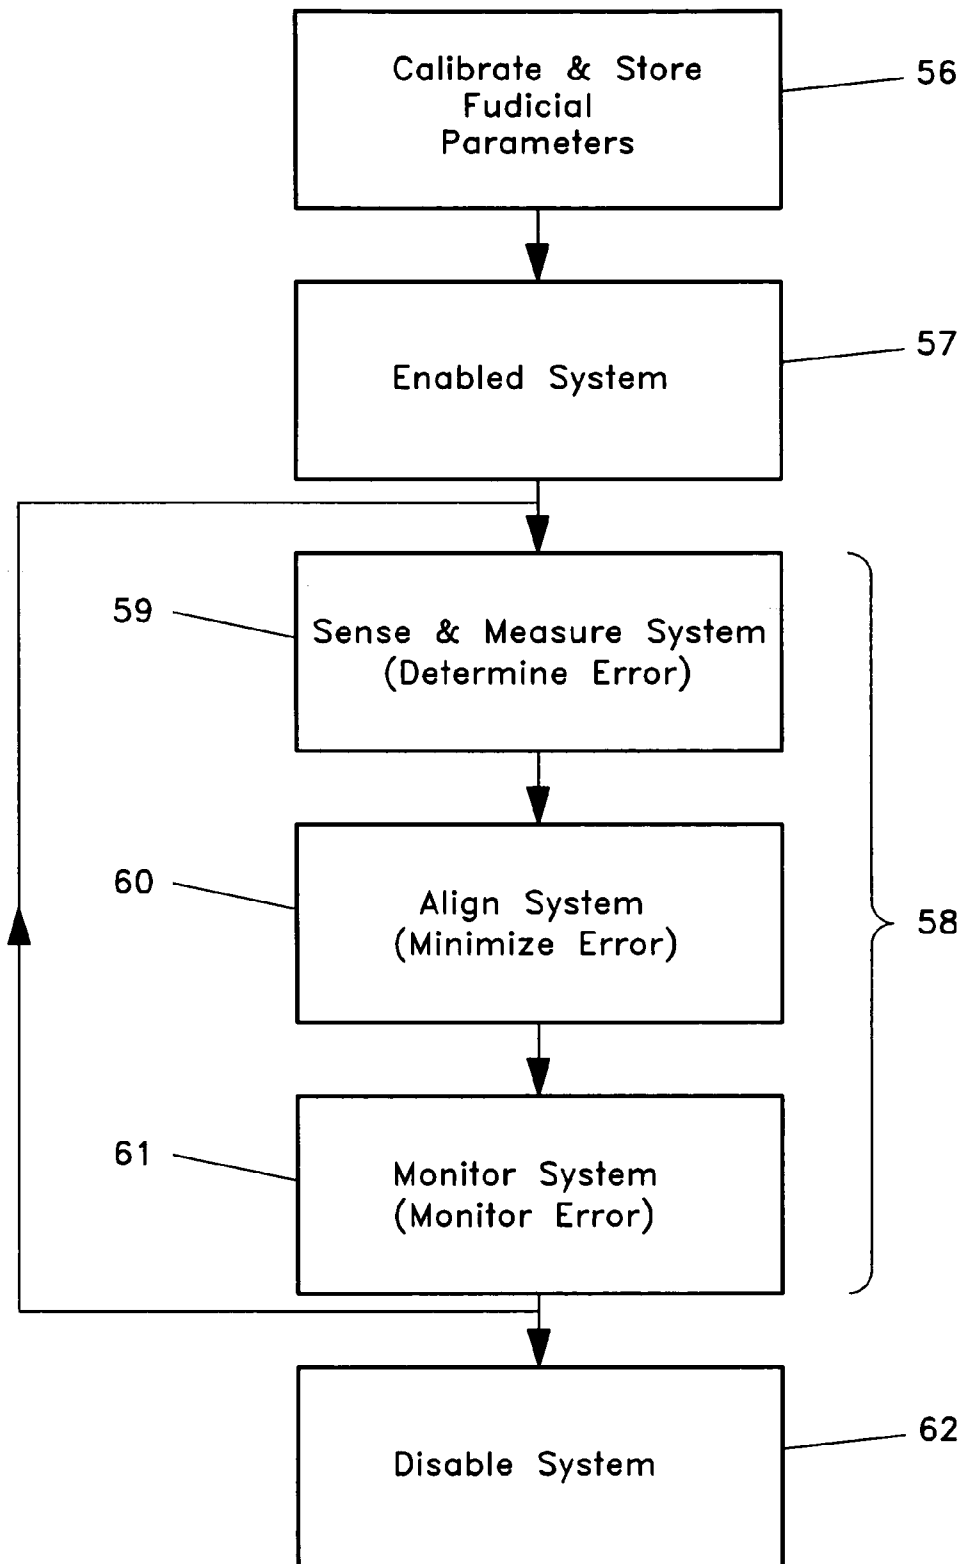 Calibrate & Store
Fudicial
Parameters
56
Enabled System
57
59
Sense & Measure System
(Determine Error)
60
Align System
(Minimize Error)
58
61
Monitor System
(Monitor Error)
Disable System
62